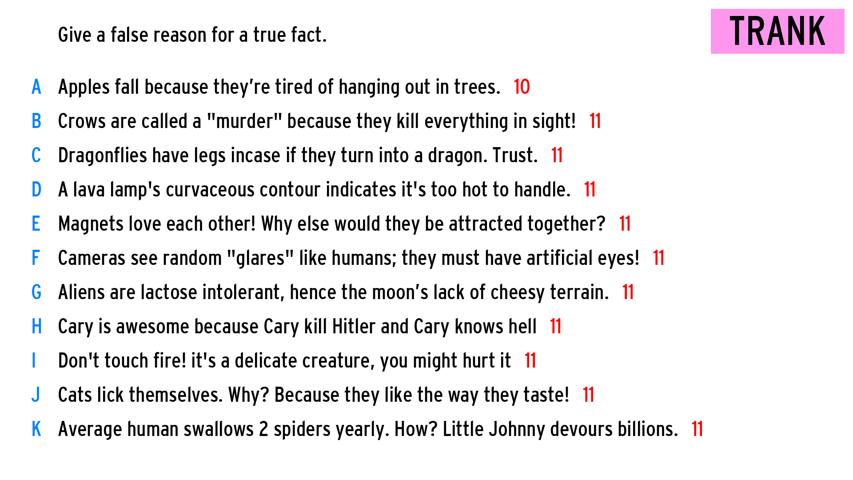 Give a false reason for a true fact.
TRANK
A Apples fall because they're tired of hanging out in trees. 10
B Crows are called a "murder" because they kill everything in sight! 11
C Dragonflies have legs incase if they turn into a dragon. Trust. 11
D A lava lamp's curvaceous contour indicates it's too hot to handle. 11
E Magnets love each other! Why else would they be attracted together? 11
F Cameras see random "glares" like humans; they must have artificial eyes! 11
G Aliens are lactose intolerant, hence the moon's lack of cheesy terrain. 11
H Cary is awesome because Cary kill Hitler and Cary knows hell 11
I Don't touch fire! it's a delicate creature, you might hurt it 11
J Cats lick themselves. Why? Because they like the way they taste! 11
K Average human swallows 2 spiders yearly. How? Little Johnny devours billions. 11